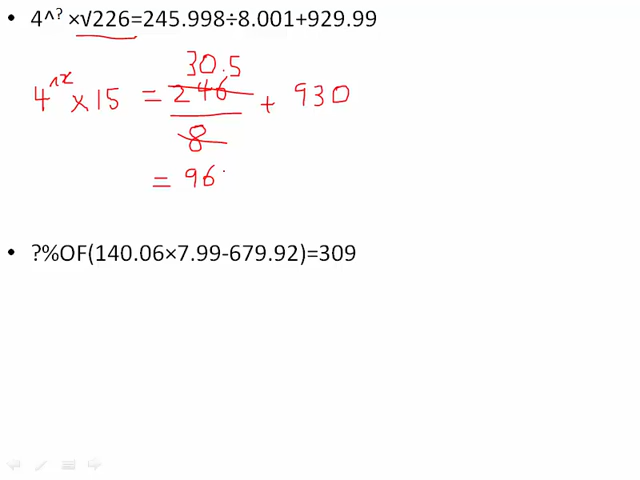 • 4^? ×√226=245.998÷8.001+929.99
30.5
4^x × 15 = 246 + 930
8
= 96.
• ?%OF(140.06×7.99-679.92)=309